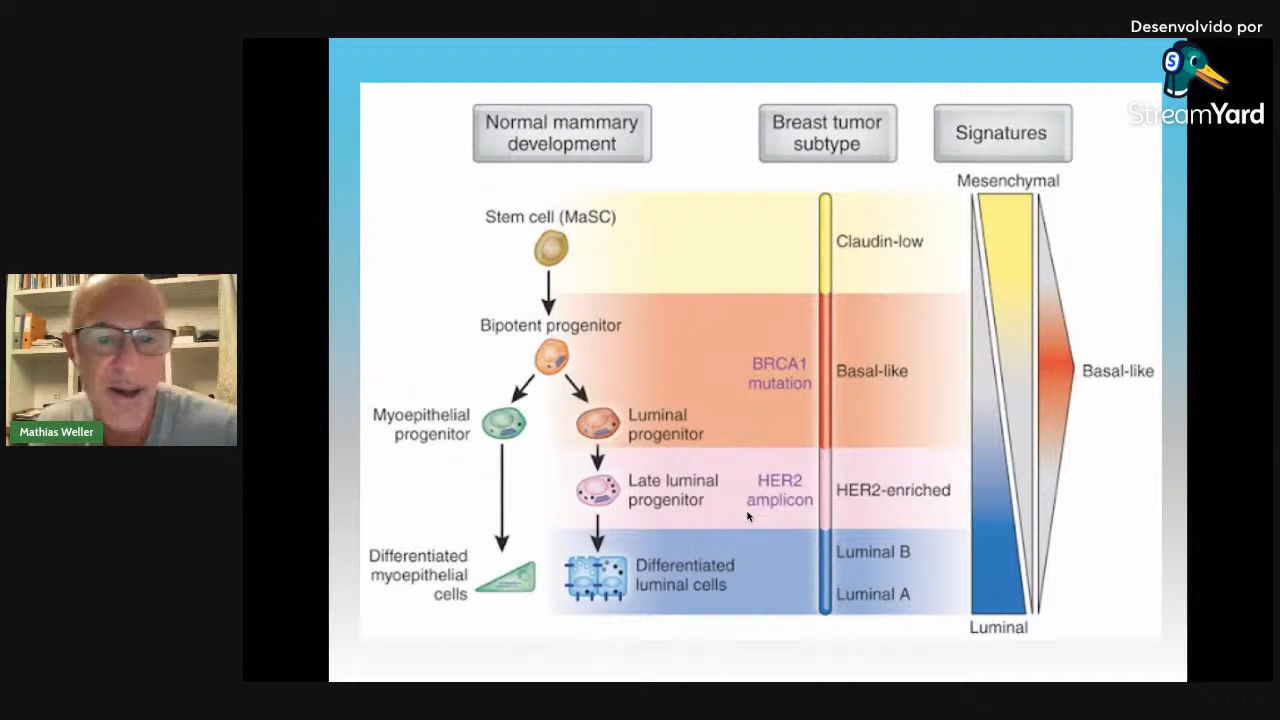 Desenvolvido por
S
StreamYard
Normal mammary
development
Breast tumor
subtype
Signatures
Mesenchymal
Stem cell (MaSC)
Claudin-low
Bipotent progenitor
BRCA1
mutation
Basal-like
Basal-like
Myoepithelial
progenitor
Luminal
progenitor
Late luminal
progenitor
HER2
amplicon
HER2-enriched
Luminal B
Differentiated
myoepithelial
cells
Differentiated
luminal cells
Luminal A
Luminal
Mathias Weller